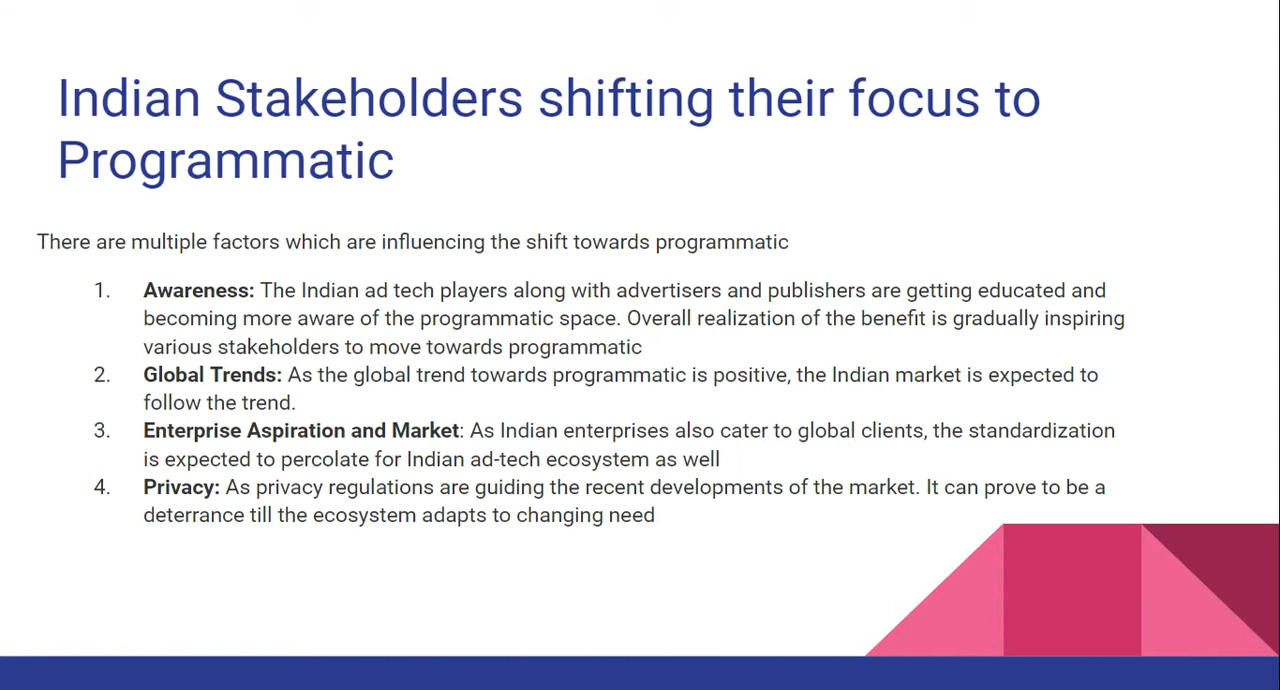 Indian Stakeholders shifting their focus to
Programmatic
There are multiple factors which are influencing the shift towards programmatic
1. Awareness: The Indian ad tech players along with advertisers and publishers are getting educated and
becoming more aware of the programmatic space. Overall realization of the benefit is gradually inspiring
various stakeholders to move towards programmatic
2. Global Trends: As the global trend towards programmatic is positive, the Indian market is expected to
follow the trend.
3. Enterprise Aspiration and Market: As Indian enterprises also cater to global clients, the standardization
is expected to percolate for Indian ad-tech ecosystem as well
4. Privacy: As privacy regulations are guiding the recent developments of the market. It can prove to be a
deterrance till the ecosystem adapts to changing need